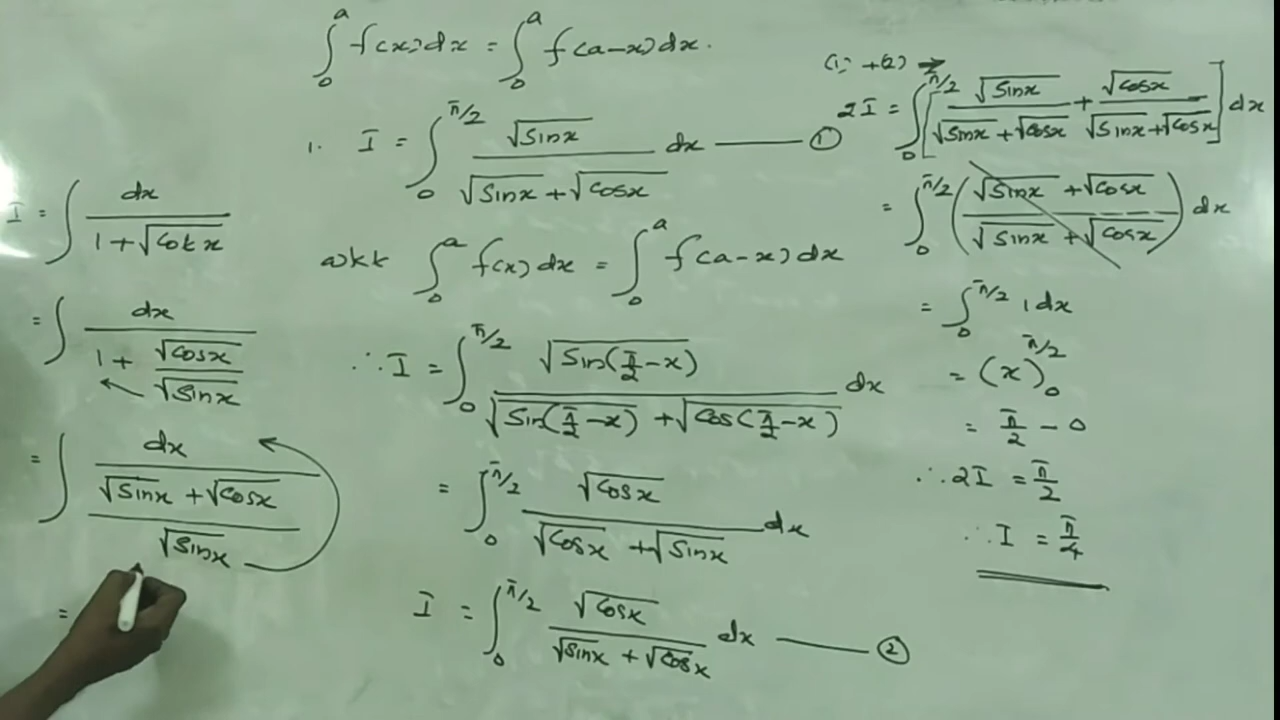 ∫₀ᵃ f(x) dx = ∫₀ᵃ f(a-x) dx.
1. I = ∫₀^(π/2) √sinx / (√sinx + √cosx) dx —— ①
wkt ∫₀ᵃ f(x) dx = ∫₀ᵃ f(a-x) dx
∴ I = ∫₀^(π/2) √(sin(π/2-x)) / (√(sin(π/2-x)) + √(cos(π/2-x))) dx
= ∫₀^(π/2) √cosx / (√cosx + √sinx) dx
I = ∫₀^(π/2) √cosx / (√sinx + √cosx) dx —— ②
(1) + (2) →
2I = ∫₀^(π/2) [√sinx / (√sinx + √cosx) + √cosx / (√sinx + √cosx)] dx
= ∫₀^(π/2) ((√sinx + √cosx) / (√sinx + √cosx)) dx
= ∫₀^(π/2) 1 dx
= (x)₀^(π/2)
= π/2 - 0
∴ 2I = π/2
∴ I = π/4
I = ∫ dx / (1 + √cotx)
= ∫ dx / (1 + √cosx / √sinx)
= ∫ dx / ((√sinx + √cosx) / √sinx)
=